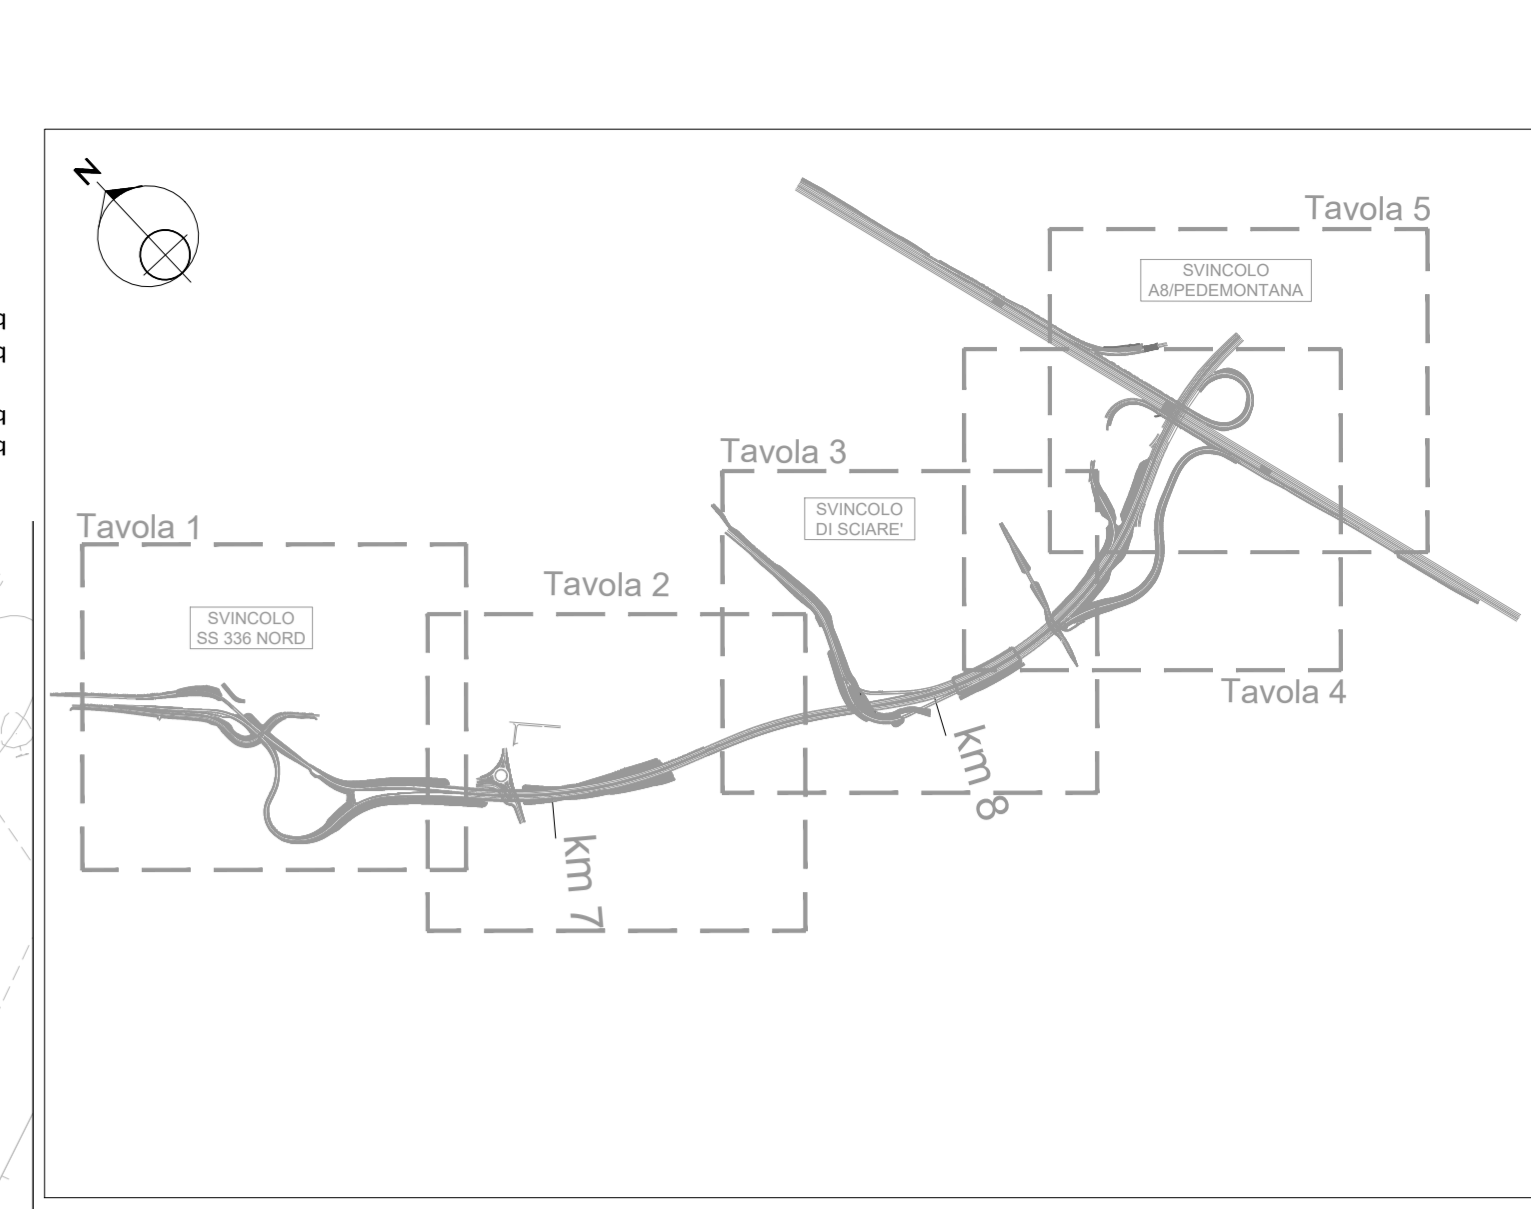 N
q
q
q
q
Tavola 5
SVINCOLO
A8/PEDEMONTANA
Tavola 3
SVINCOLO
DI SCIARE'
Tavola 1
Tavola 2
SVINCOLO
SS 336 NORD
Tavola 4
km 8
km 7